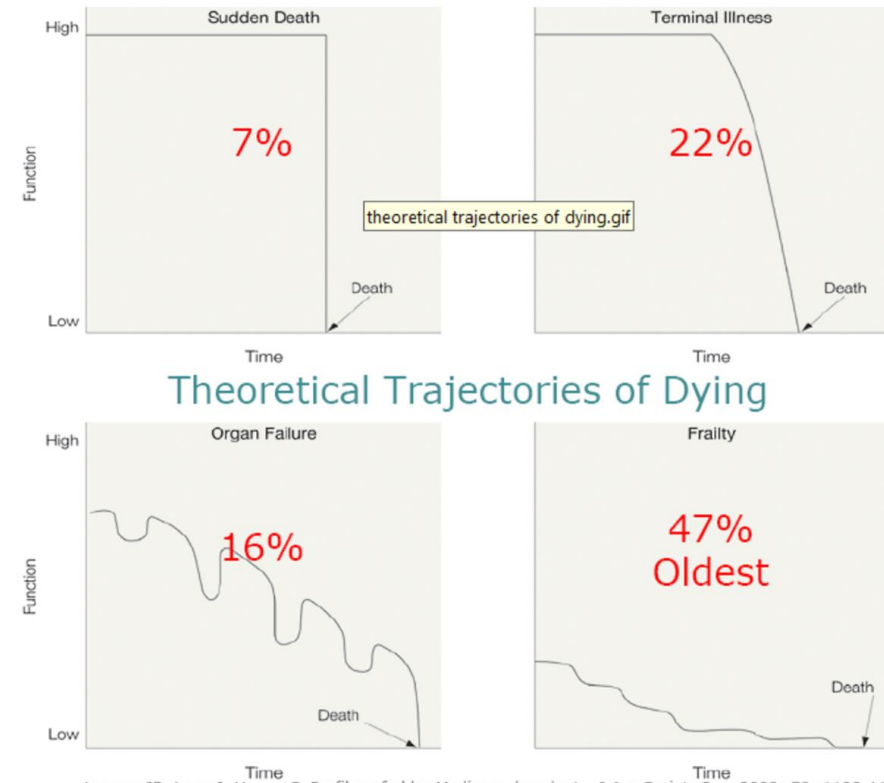 Sudden Death
High
Function
7%
Low
Death
Time
Terminal Illness
22%
Death
Time
theoretical trajectories of dying.gif
Theoretical Trajectories of Dying
Organ Failure
High
Function
16%
Low
Death
Time
Frailty
47%
Oldest
Death
Time